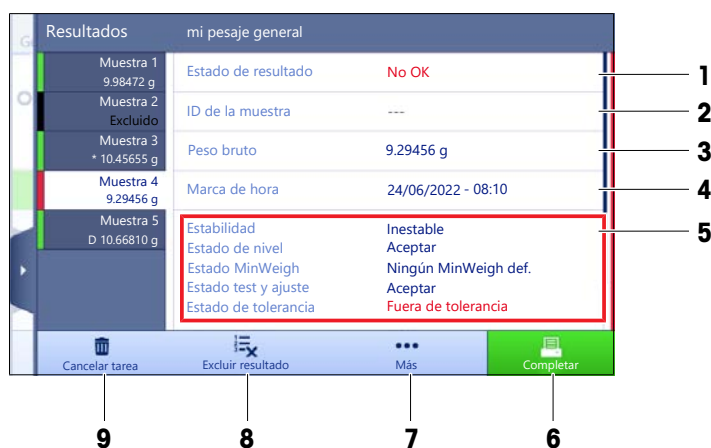 Resultados
mi pesaje general
Muestra 1
9.98472 g
Muestra 2
Excluido
Muestra 3
* 10.45655 g
Muestra 4
9.29456 g
Muestra 5
D 10.66810 g
Estado de resultado No OK
ID de la muestra ---
Peso bruto 9.29456 g
Marca de hora 24/06/2022 - 08:10
Estabilidad Inestable
Estado de nivel Aceptar
Estado MinWeigh Ningún MinWeigh def.
Estado test y ajuste Aceptar
Estado de tolerancia Fuera de tolerancia
1
2
3
4
5
Cancelar tarea
Excluir resultado
Más
Completar
9
8
7
6